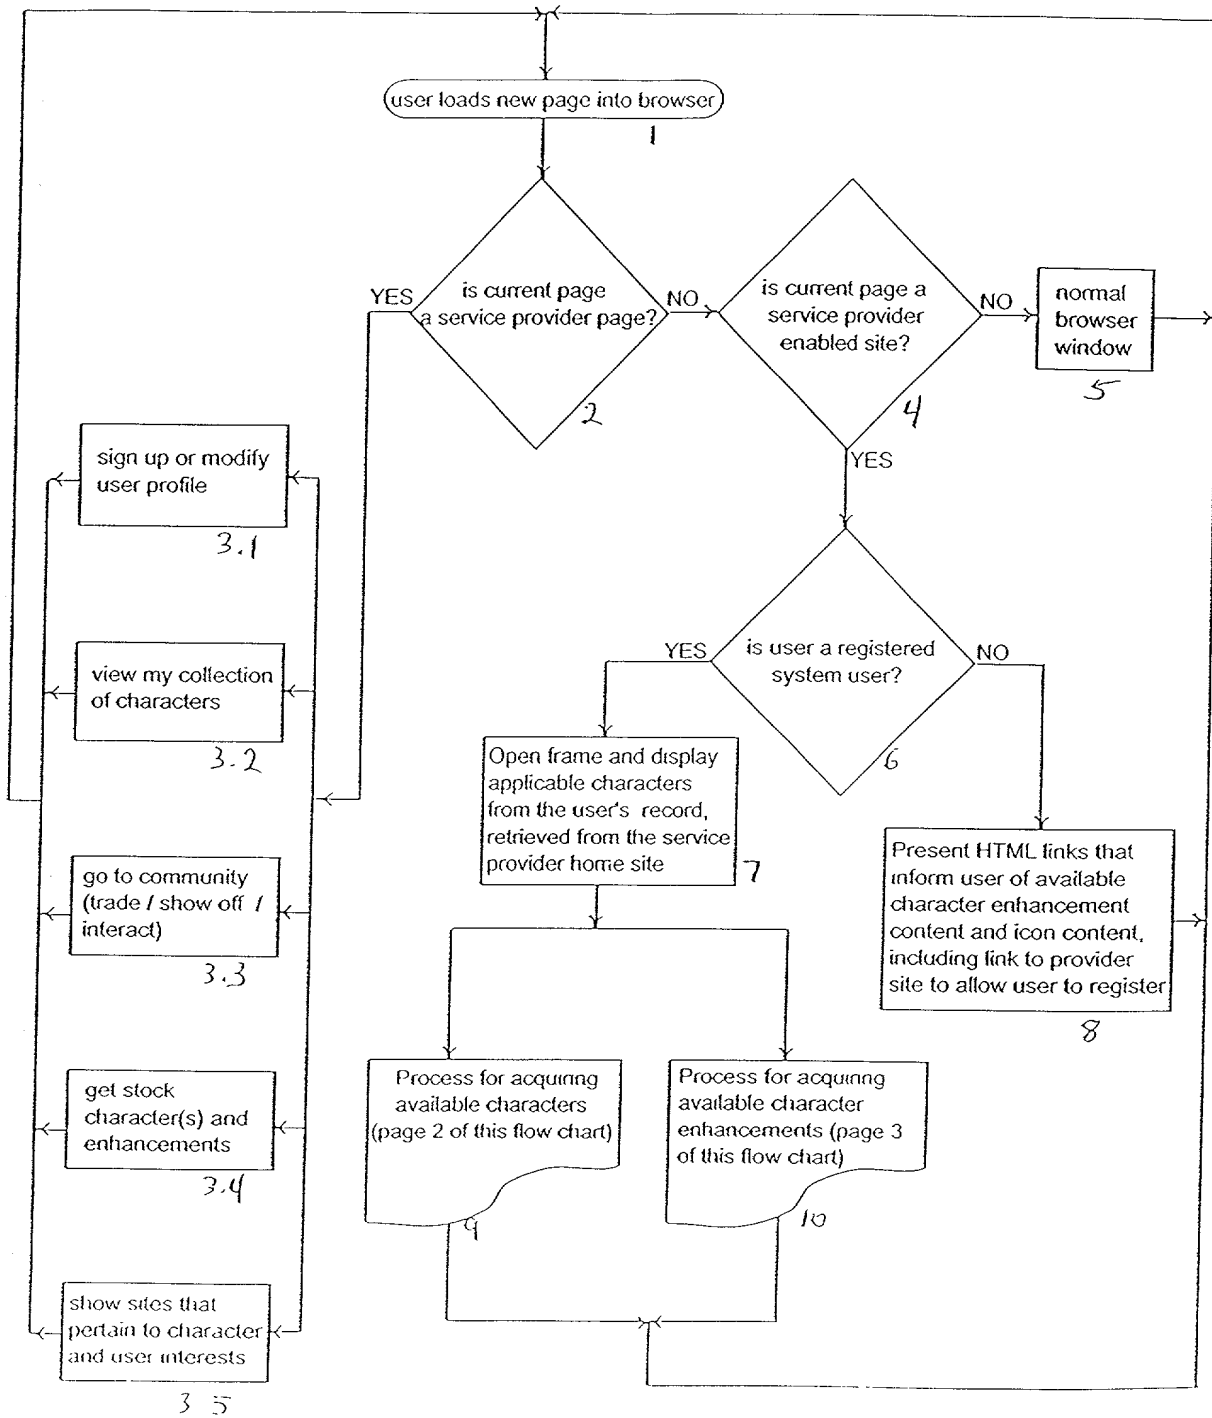 user loads new page into browser
1
YES
is current page
a service provider page?
NO
2
is current page a
service provider
enabled site?
NO
4
YES
normal
browser
window
5
sign up or modify
user profile
3.1
view my collection
of characters
3.2
go to community
(trade / show off /
interact)
3.3
get stock
character(s) and
enhancements
3.4
show sites that
pertain to character
and user interests
3 5
YES
is user a registered
system user?
NO
6
Open frame and display
applicable characters
from the user's record,
retrieved from the service
provider home site
7
Present HTML links that
inform user of available
character enhancement
content and icon content,
including link to provider
site to allow user to register
8
Process for acquiring
available characters
(page 2 of this flow chart)
9
Process for acquiring
available character
enhancements (page 3
of this flow chart)
10